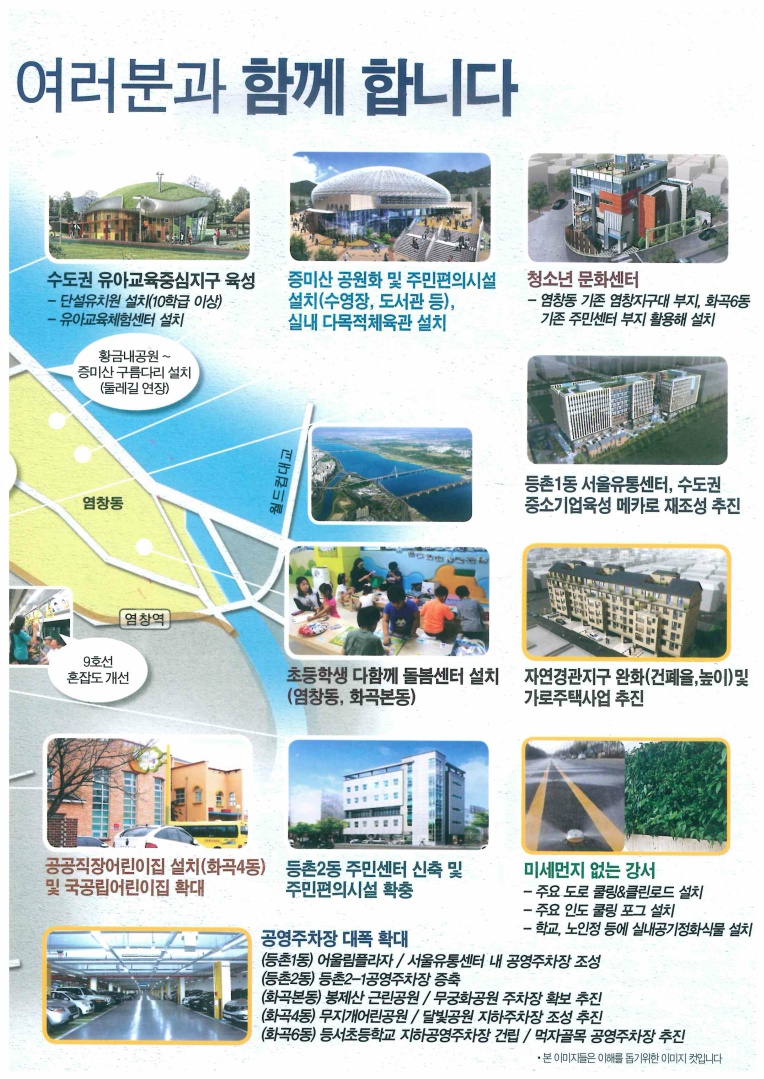 여러분과 함께 합니다
수도권 유아교육중심지구 육성
– 단설유치원 설치(10학급 이상)
– 유아교육체험센터 설치
증미산 공원화 및 주민편의시설
설치(수영장, 도서관 등),
실내 다목적체육관 설치
청소년 문화센터
– 염창동 기존 염창지구대 부지, 화곡6동
기존 주민센터 부지 활용해 설치
황금내공원 ~
증미산 구름다리 설치
(둘레길 연장)
월드컵대교
염창동
등촌1동 서울유통센터, 수도권
중소기업육성 메카로 재조성 추진
염창역
9호선
혼잡도 개선
초등학생 다함께 돌봄센터 설치
(염창동, 화곡본동)
자연경관지구 완화(건폐율,높이)및
가로주택사업 추진
공공직장어린이집 설치(화곡4동)
및 국공립어린이집 확대
등촌2동 주민센터 신축 및
주민편의시설 확충
미세먼지 없는 강서
– 주요 도로 쿨링&클린로드 설치
– 주요 인도 쿨링 포그 설치
– 학교, 노인정 등에 실내공기정화식물 설치
공영주차장 대폭 확대
(등촌1동) 어울림플라자 / 서울유통센터 내 공영주차장 조성
(등촌2동) 등촌2-1공영주차장 증축
(화곡본동) 봉제산 근린공원 / 무궁화공원 주차장 확보 추진
(화곡4동) 무지개어린공원 / 달빛공원 지하주차장 조성 추진
(화곡6동) 등서초등학교 지하공영주차장 건립 / 먹자골목 공영주차장 추진
• 본 이미지들은 이해를 돕기위한 이미지 컷입니다